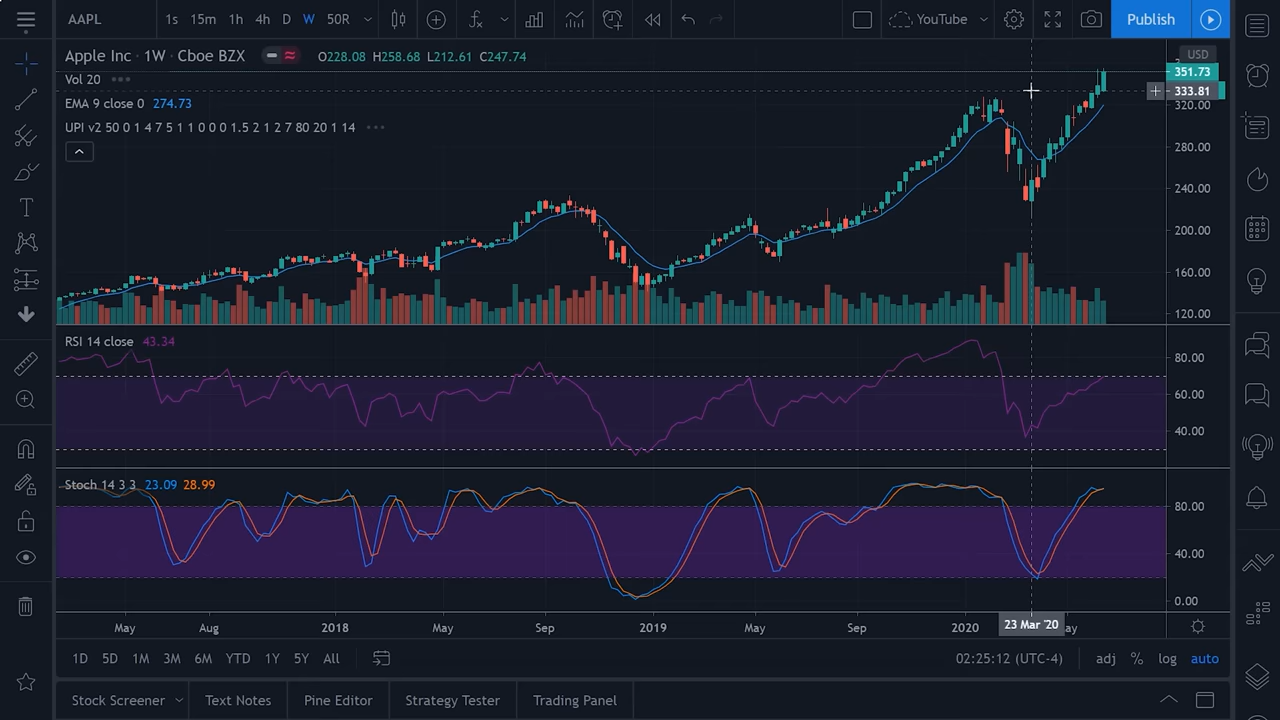 AAPL 1s 15m 1h 4h D W 50R YouTube Publish
Apple Inc · 1W · Cboe BZX O228.08 H258.68 L212.61 C247.74 USD
Vol 20
EMA 9 close 0 274.73
UPI v2 50 0 1 4 7 5 1 1 0 0 0 1.5 2 1 2 7 80 20 1 14
351.73
333.81
320.00
280.00
240.00
200.00
160.00
120.00
RSI 14 close 43.34
80.00
60.00
40.00
Stoch 14 3 3 23.09 28.99
80.00
40.00
0.00
May Aug 2018 May Sep 2019 May Sep 2020 23 Mar '20
1D 5D 1M 3M 6M YTD 1Y 5Y All 02:25:12 (UTC-4) adj % log auto
Stock Screener Text Notes Pine Editor Strategy Tester Trading Panel